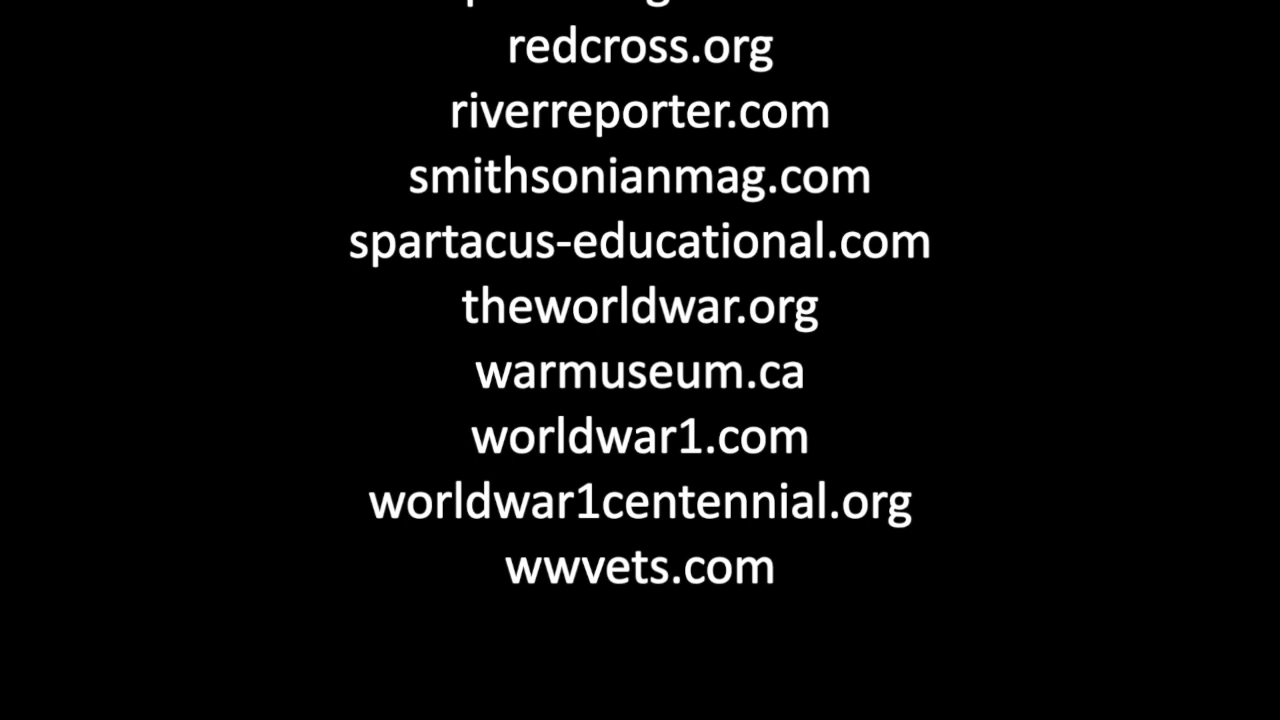 redcross.org
riverreporter.com
smithsonianmag.com
spartacus-educational.com
theworldwar.org
warmuseum.ca
worldwar1.com
worldwar1centennial.org
wwvets.com